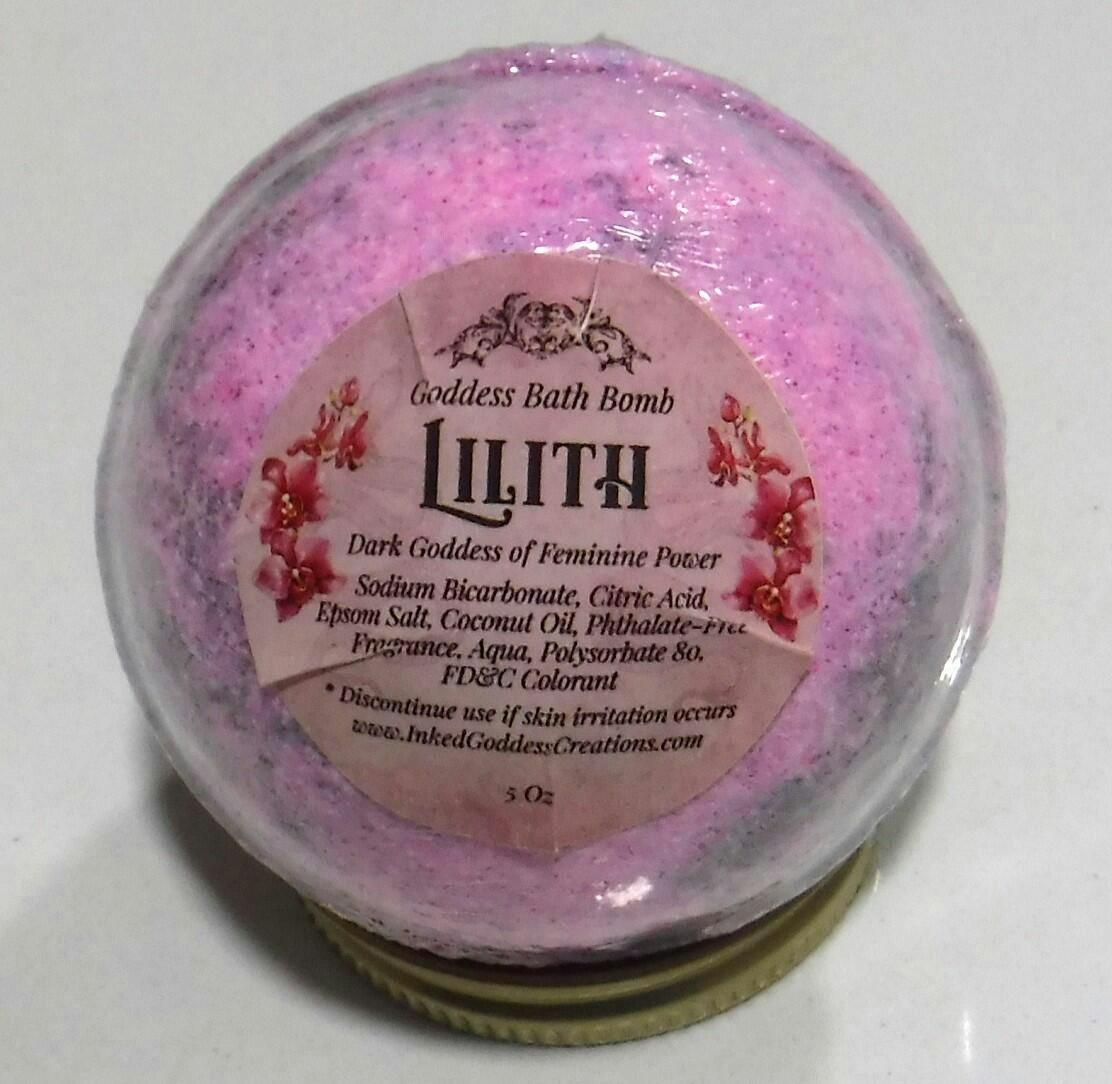 Goddess Bath Bomb
LILITH
Dark Goddess of Feminine Power
Sodium Bicarbonate, Citric Acid,
Epsom Salt, Coconut Oil, Phthalate-Free
Fragrance, Aqua, Polysorbate 80,
FD&C Colorant
* Discontinue use if skin irritation occurs
www.InkedGoddessCreations.com
5 Oz